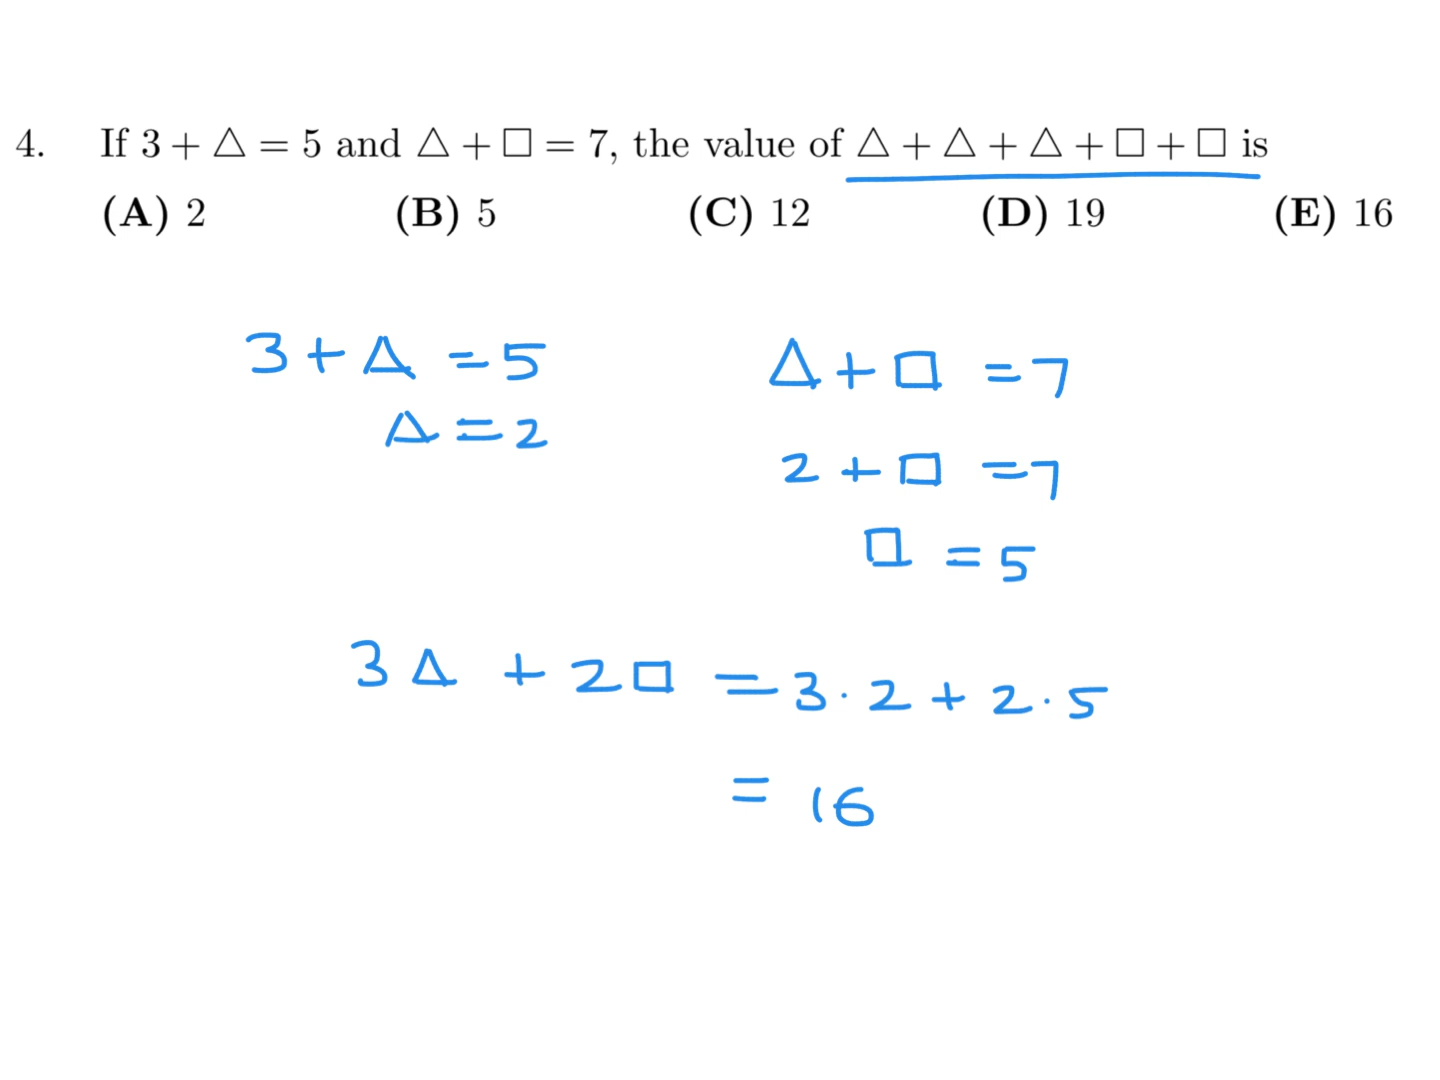 4. If 3 + △ = 5 and △ + □ = 7, the value of △ + △ + △ + □ + □ is
(A) 2 (B) 5 (C) 12 (D) 19 (E) 16
3 + △ = 5
△ = 2
△ + □ = 7
2 + □ = 7
□ = 5
3△ + 2□ = 3·2 + 2·5
= 16